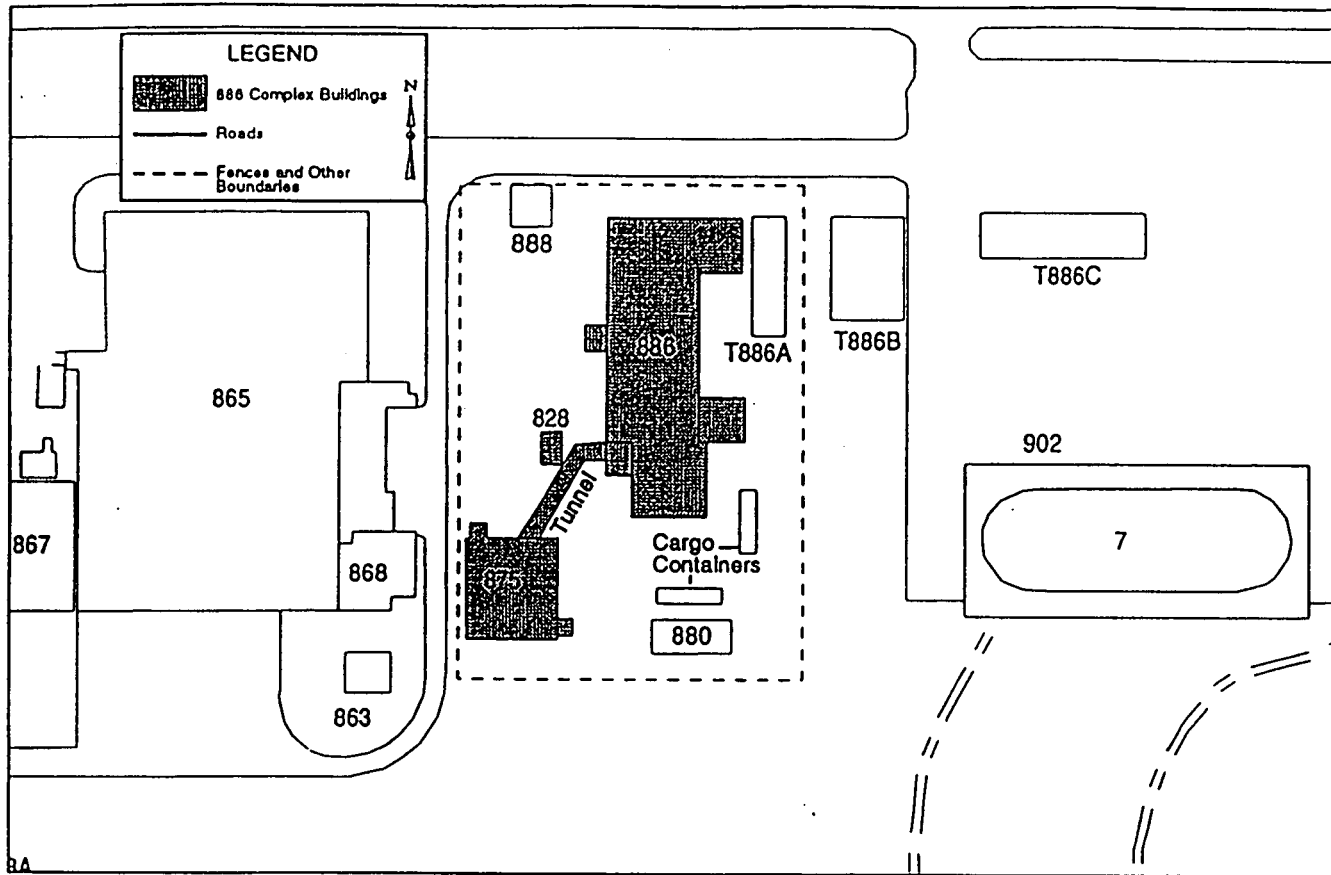 LEGEND
886 Complex Buildings
N
Roads
Fences and Other
Boundaries
888
886
T886A
T886B
T886C
865
828
Tunnel
902
7
867
868
875
Cargo
Containers
880
863